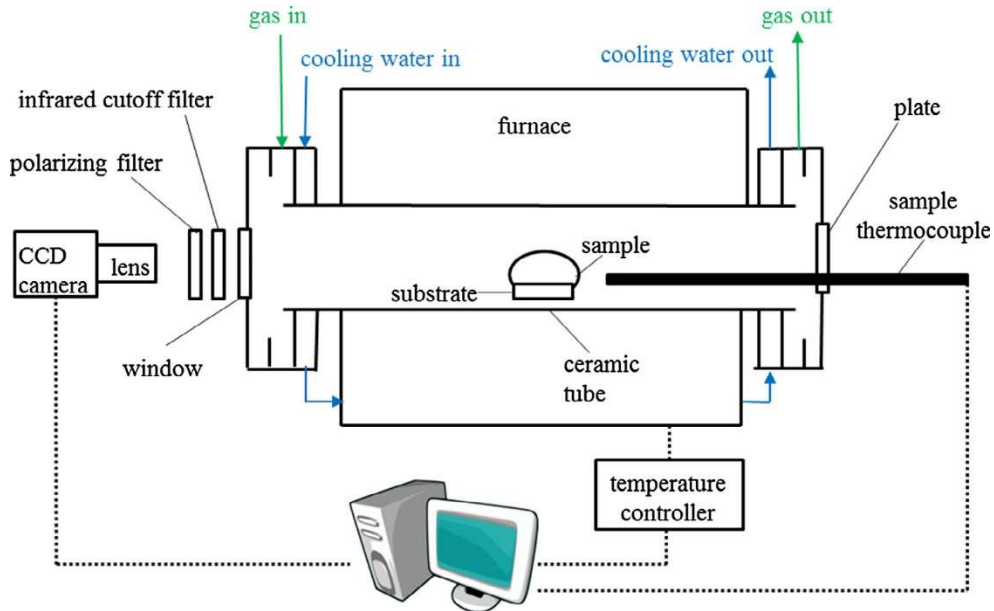 gas in
gas out
cooling water in
cooling water out
infrared cutoff filter
furnace
plate
polarizing filter
sample
thermocouple
CCD
camera
lens
sample
substrate
window
ceramic
tube
temperature
controller